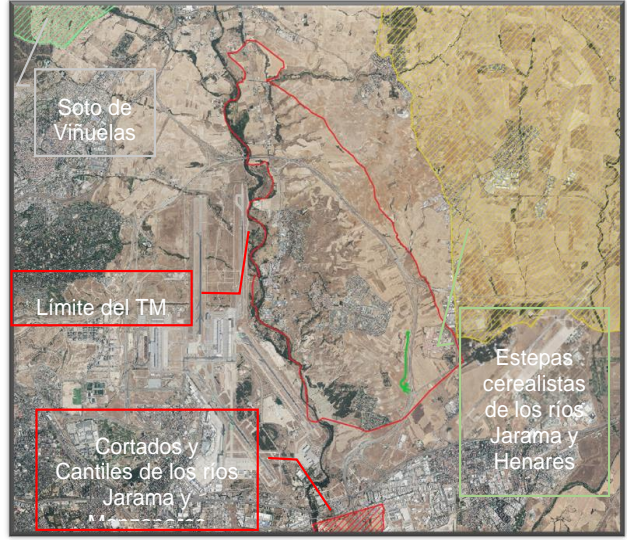 Soto de
Viñuelas
Límite del TM
Cortados y
Cantiles de los ríos
Jarama y
Estepas
cerealistas
de los ríos
Jarama y
Henares